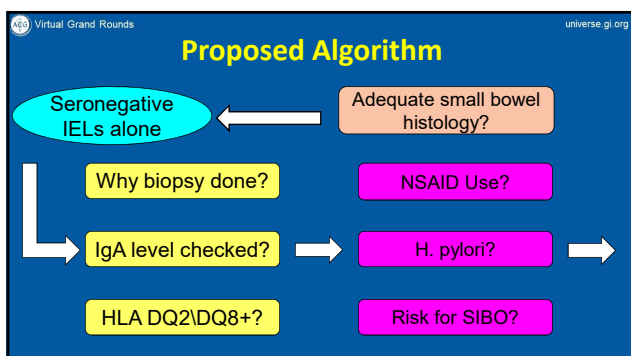 ACG Virtual Grand Rounds
universe.gi.org
Proposed Algorithm
Seronegative
IELs alone
Adequate small bowel
histology?
Why biopsy done?
NSAID Use?
IgA level checked?
H. pylori?
HLA DQ2\DQ8+?
Risk for SIBO?